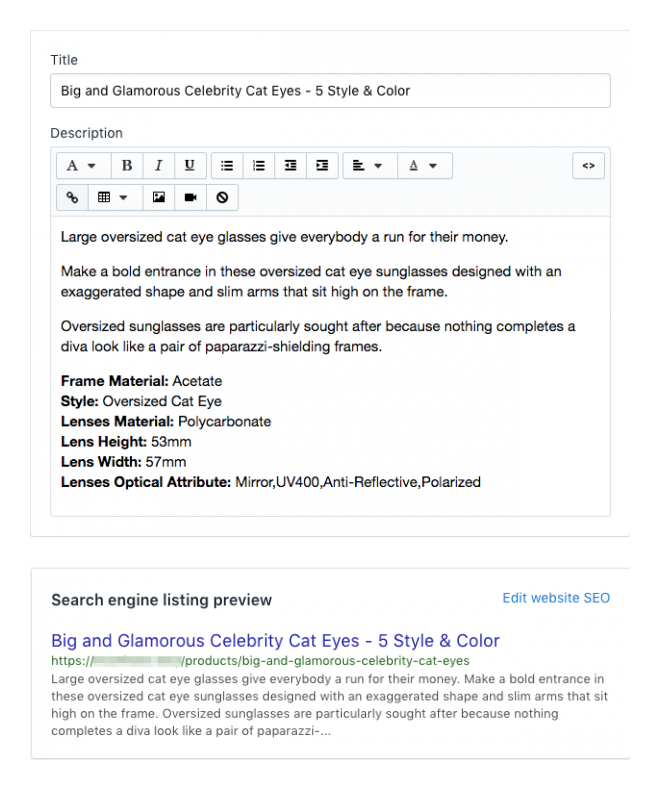 Title
Big and Glamorous Celebrity Cat Eyes - 5 Style & Color
Description
A B I U A <>
Large oversized cat eye glasses give everybody a run for their money.
Make a bold entrance in these oversized cat eye sunglasses designed with an
exaggerated shape and slim arms that sit high on the frame.
Oversized sunglasses are particularly sought after because nothing completes a
diva look like a pair of paparazzi-shielding frames.
Frame Material: Acetate
Style: Oversized Cat Eye
Lenses Material: Polycarbonate
Lens Height: 53mm
Lens Width: 57mm
Lenses Optical Attribute: Mirror,UV400,Anti-Reflective,Polarized
Search engine listing preview Edit website SEO
Big and Glamorous Celebrity Cat Eyes - 5 Style & Color
https:// /products/big-and-glamorous-celebrity-cat-eyes
Large oversized cat eye glasses give everybody a run for their money. Make a bold entrance in
these oversized cat eye sunglasses designed with an exaggerated shape and slim arms that sit
high on the frame. Oversized sunglasses are particularly sought after because nothing
completes a diva look like a pair of paparazzi-...